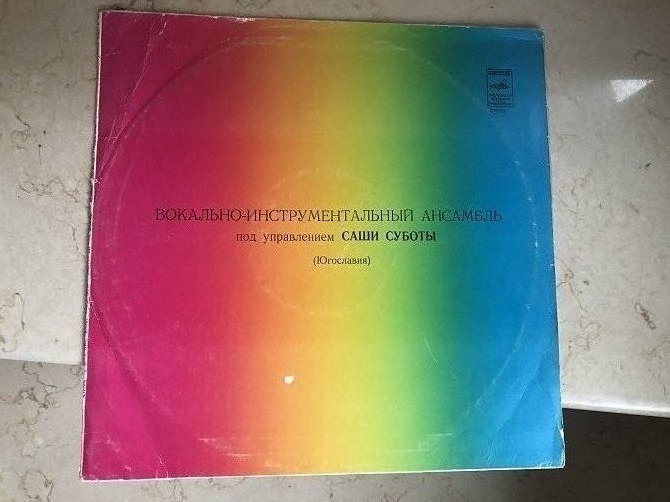 ВОКАЛЬНО-ИНСТРУМЕНТАЛЬНЫЙ АНСАМБЛЬ
под управлением САШИ СУБОТЫ
(Югославия)